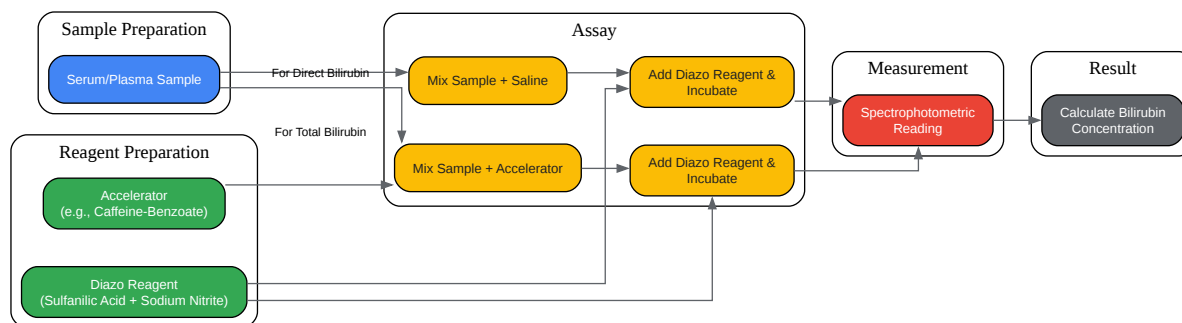 Sample Preparation
Serum/Plasma Sample
For Direct Bilirubin
For Total Bilirubin
Reagent Preparation
Accelerator
(e.g., Caffeine-Benzoate)
Diazo Reagent
(Sulfanilic Acid + Sodium Nitrite)
Assay
Mix Sample + Saline
Add Diazo Reagent &
Incubate
Mix Sample + Accelerator
Add Diazo Reagent &
Incubate
Measurement
Spectrophotometric
Reading
Result
Calculate Bilirubin
Concentration